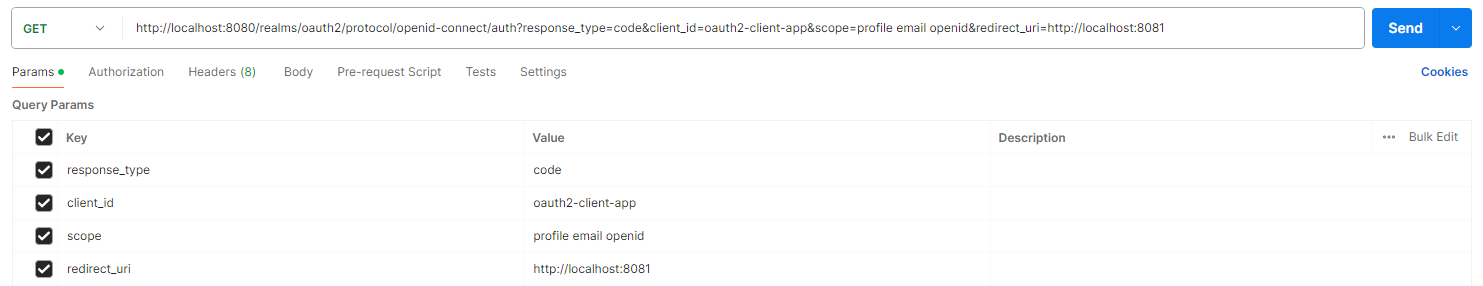 GET http://localhost:8080/realms/oauth2/protocol/openid-connect/auth?response_type=code&client_id=oauth2-client-app&scope=profile email openid&redirect_uri=http://localhost:8081 Send
Params Authorization Headers (8) Body Pre-request Script Tests Settings Cookies
Query Params
Key Value Description ••• Bulk Edit
response_type code
client_id oauth2-client-app
scope profile email openid
redirect_uri http://localhost:8081